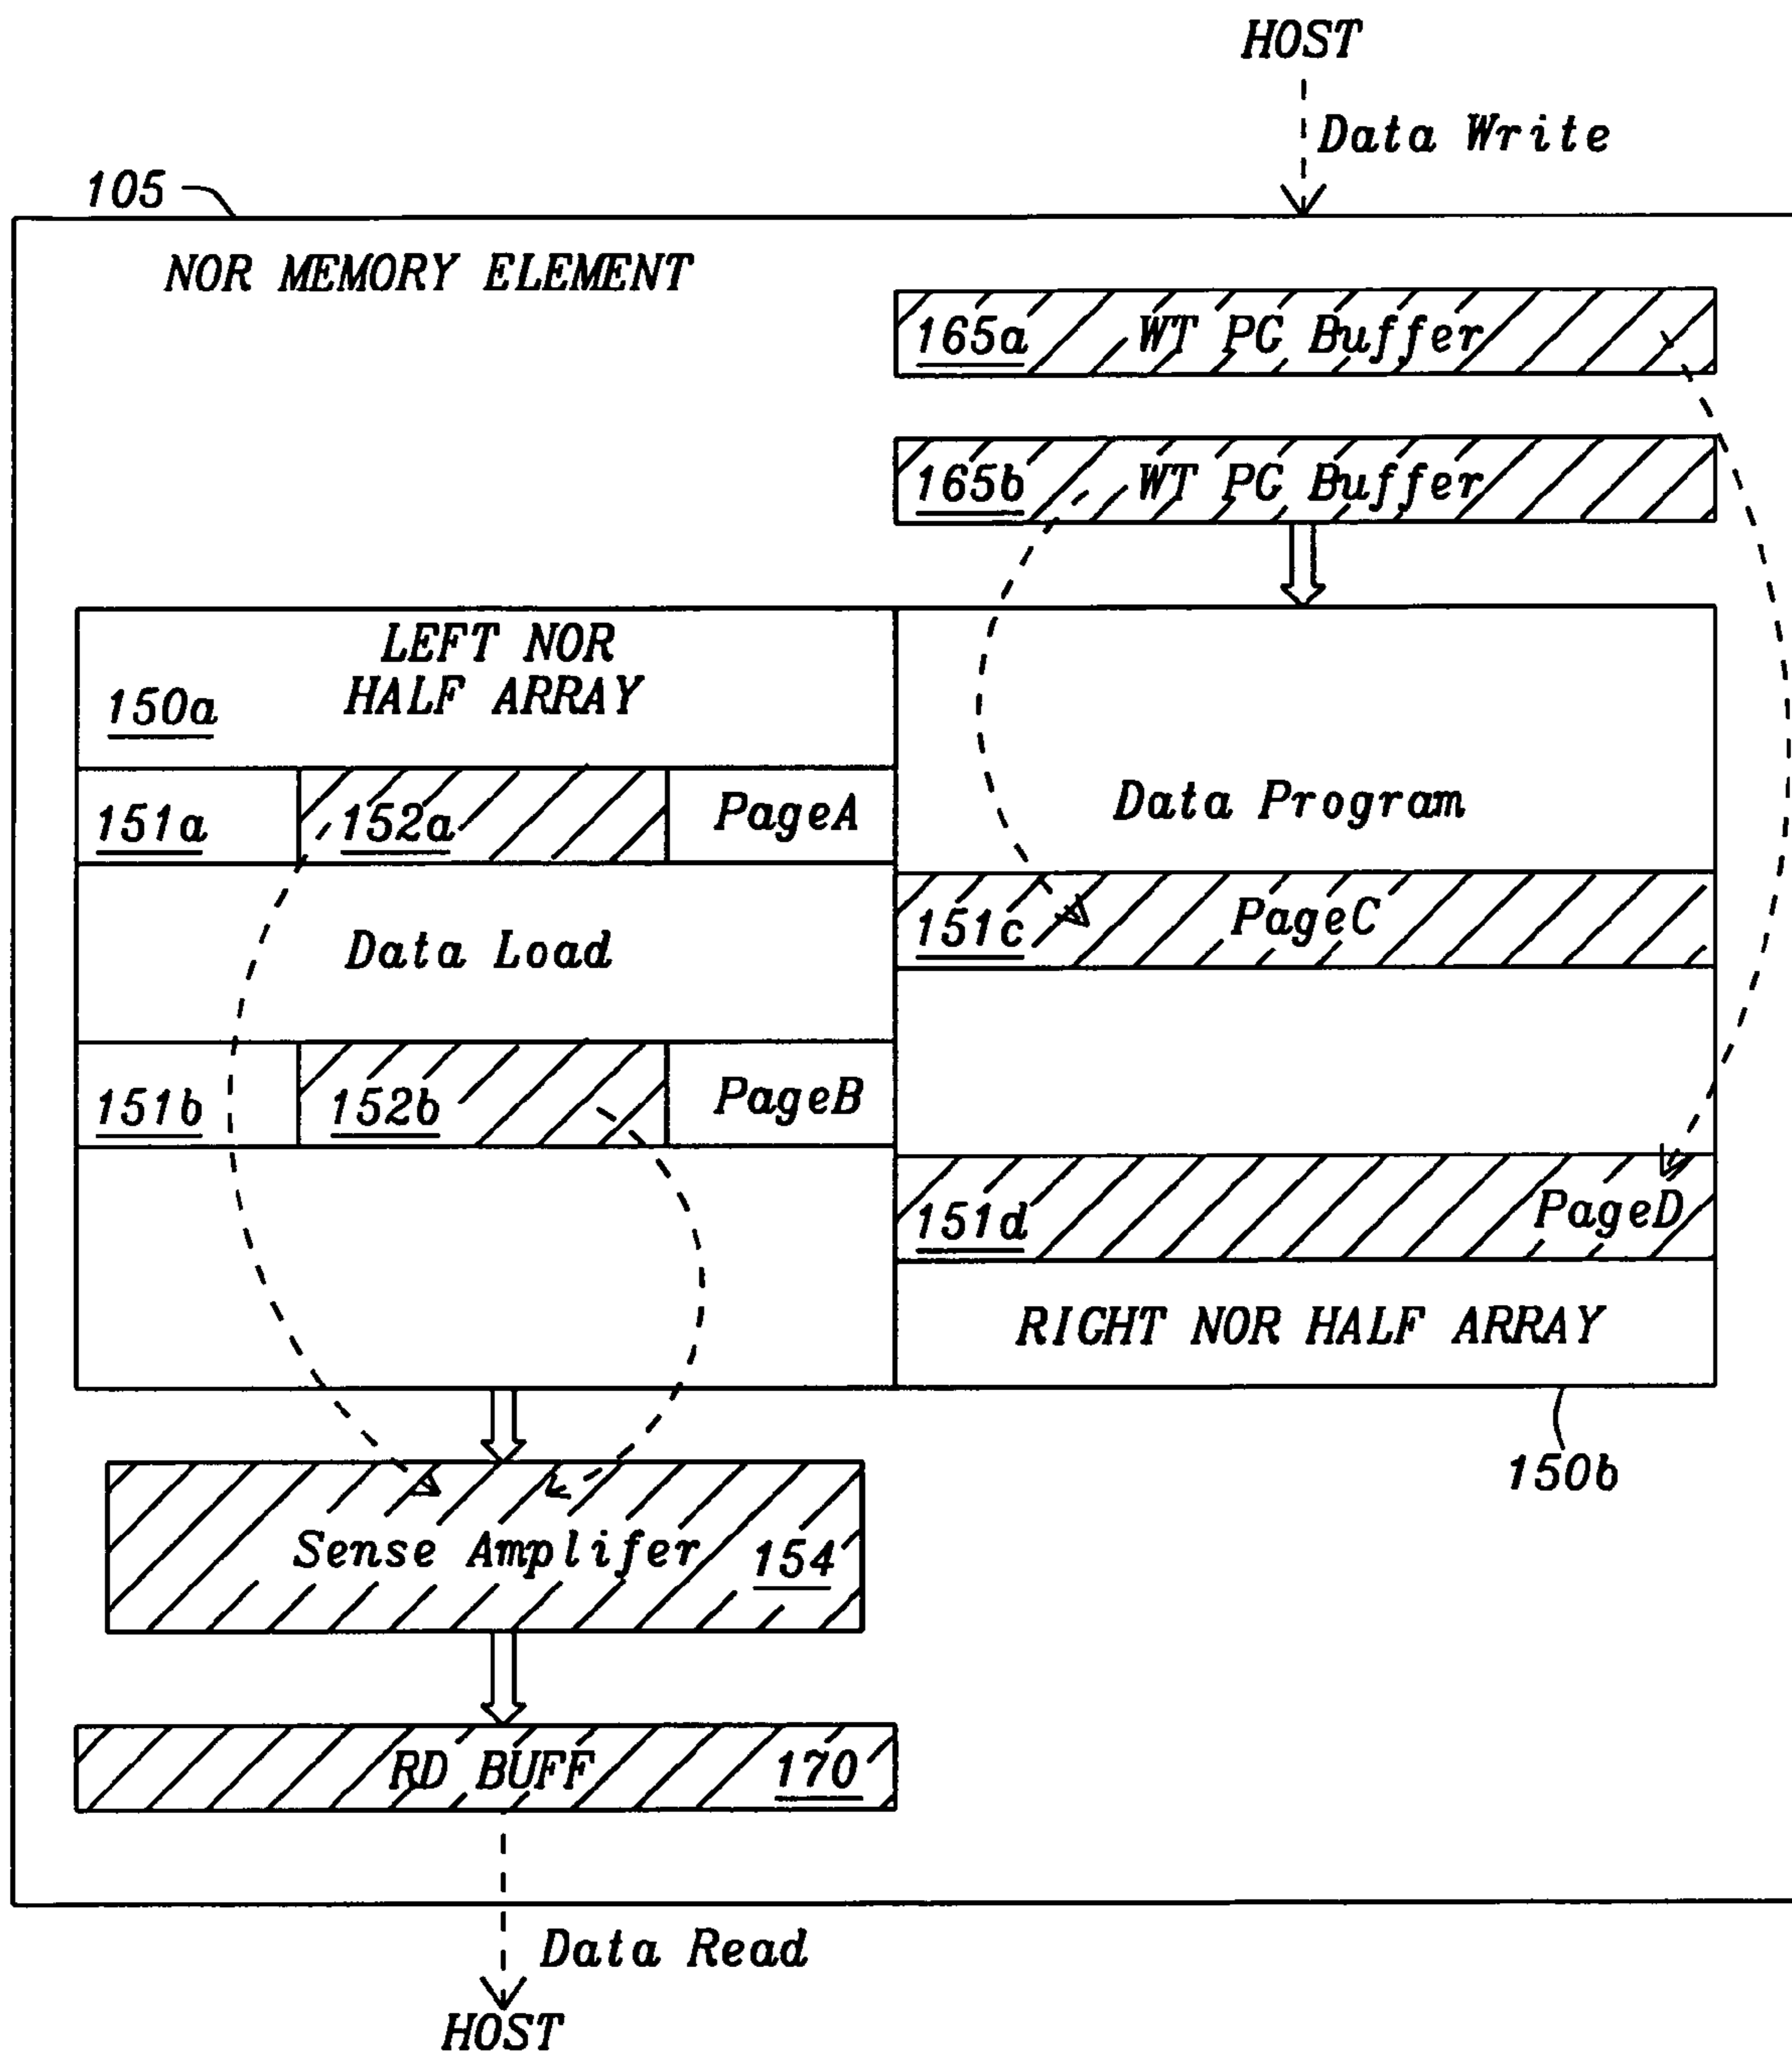 HOST
Data Write
105
NOR MEMORY ELEMENT
165a WT PG Buffer
165b WT PG Buffer
LEFT NOR
HALF ARRAY
150a
151a 152a PageA
Data Program
151c PageC
Data Load
151b 152b PageB
151d PageD
RIGHT NOR HALF ARRAY
150b
Sense Amplifer 154
RD BUFF 170
Data Read
HOST